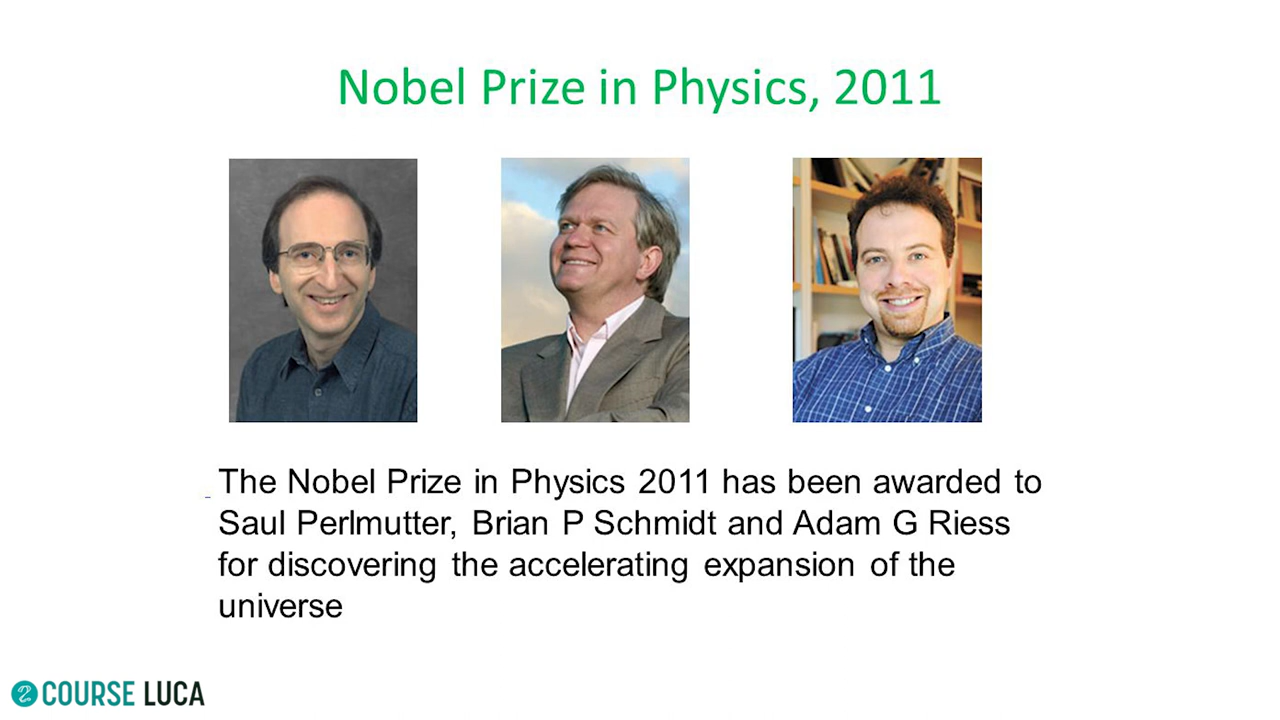 Nobel Prize in Physics, 2011
The Nobel Prize in Physics 2011 has been awarded to
Saul Perlmutter, Brian P Schmidt and Adam G Riess
for discovering the accelerating expansion of the
universe
COURSE LUCA